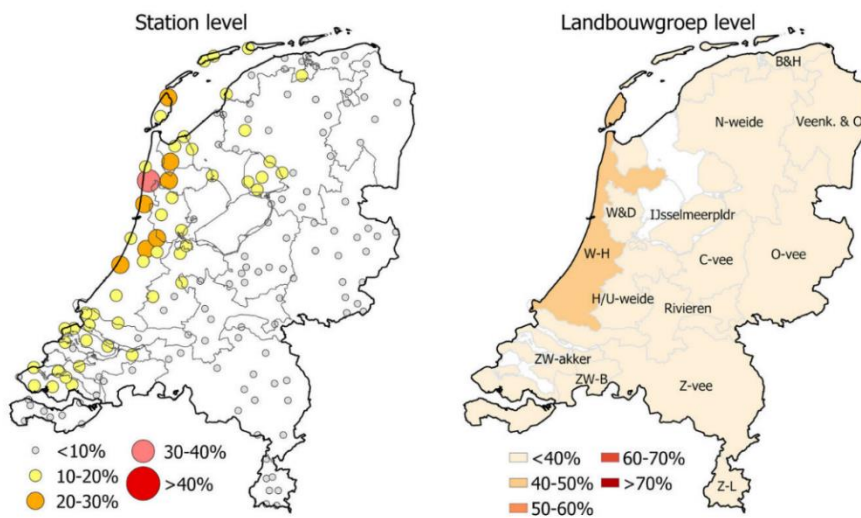 Station level
Landbouwgroep level
B&H
N-weide
Veenk. & O
W&D
IJsselmeerpldr
W-H
C-vee
O-vee
H/U-weide
Rivieren
ZW-akker
ZW-B
Z-vee
Z-L
<10%
10-20%
20-30%
30-40%
>40%
<40%
40-50%
50-60%
60-70%
>70%